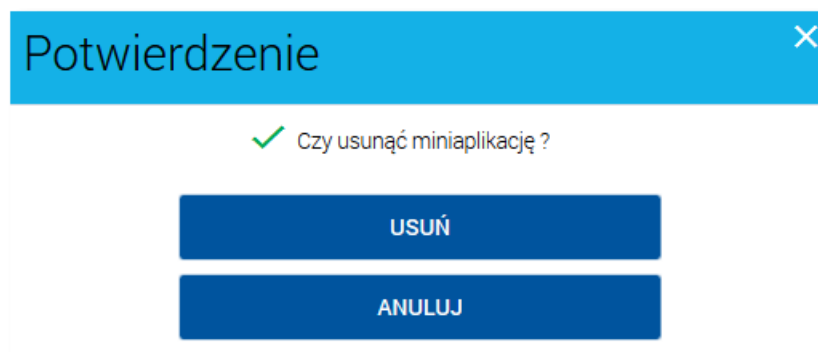 Potwierdzenie
Czy usunąć miniaplikację ?
USUŃ
ANULUJ